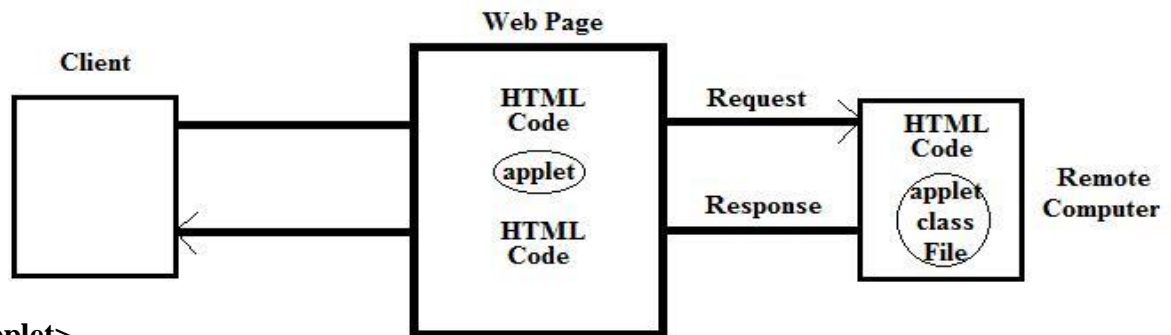 Web Page
Client
HTML
Code
applet
HTML
Code
Request
Response
HTML
Code
applet
class
File
Remote
Computer